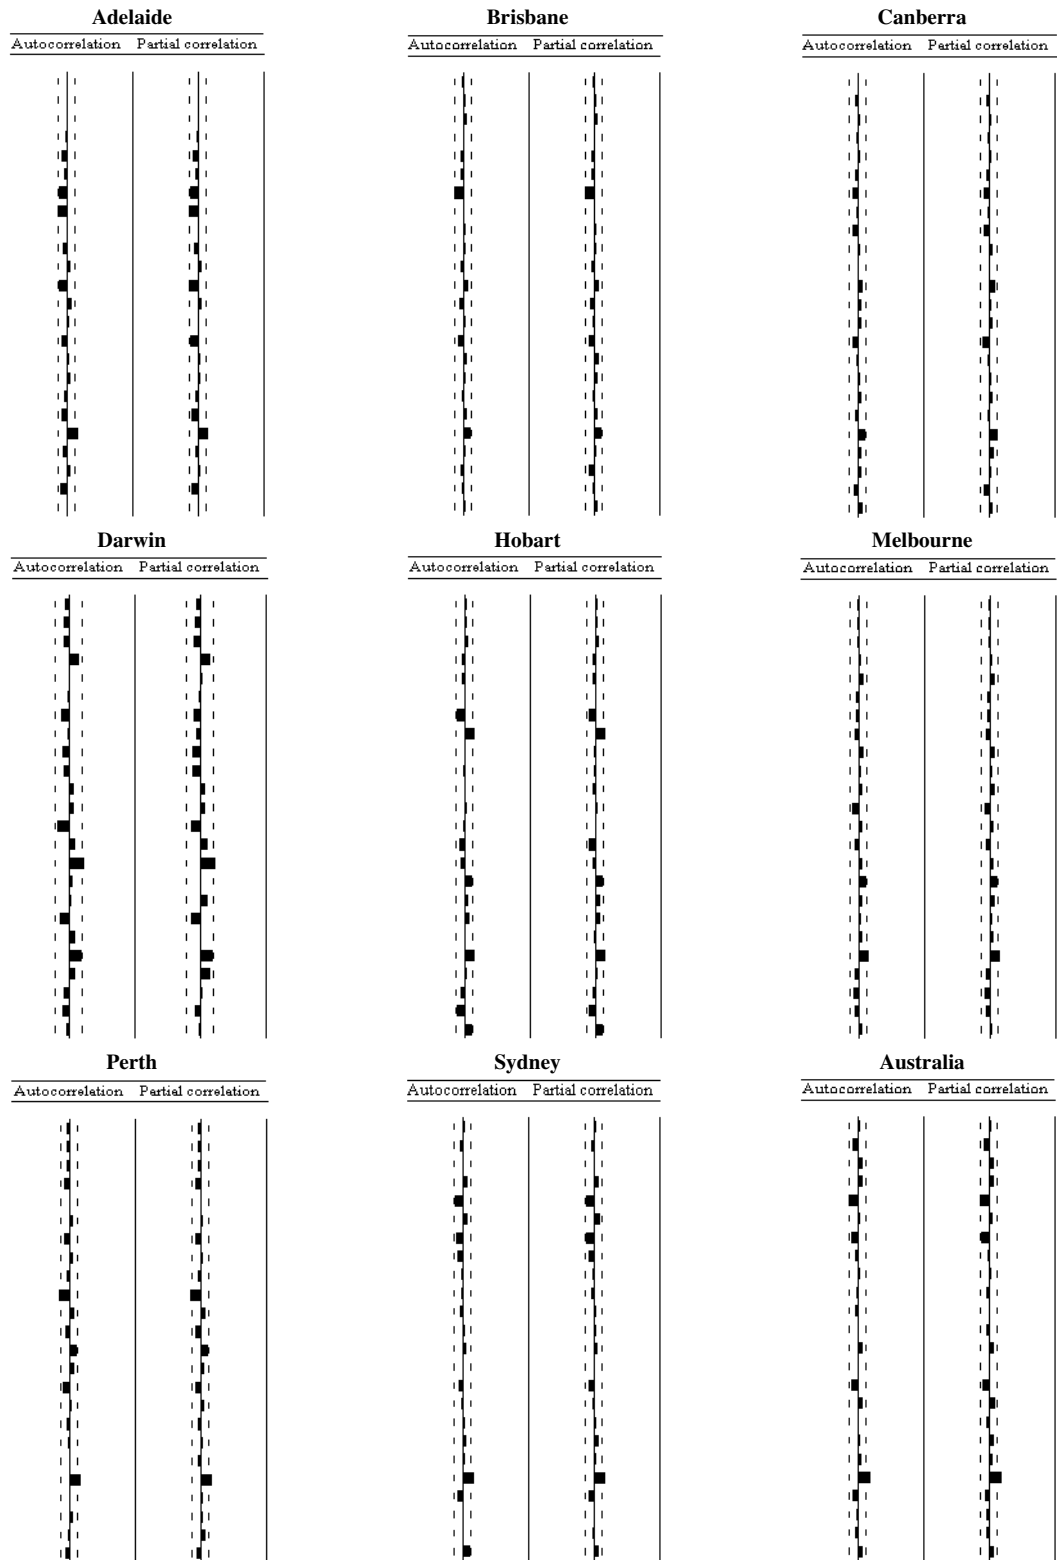 Adelaide Brisbane Canberra
Autocorrelation Partial correlation Autocorrelation Partial correlation Autocorrelation Partial correlation
Darwin Hobart Melbourne
Autocorrelation Partial correlation Autocorrelation Partial correlation Autocorrelation Partial correlation
Perth Sydney Australia
Autocorrelation Partial correlation Autocorrelation Partial correlation Autocorrelation Partial correlation